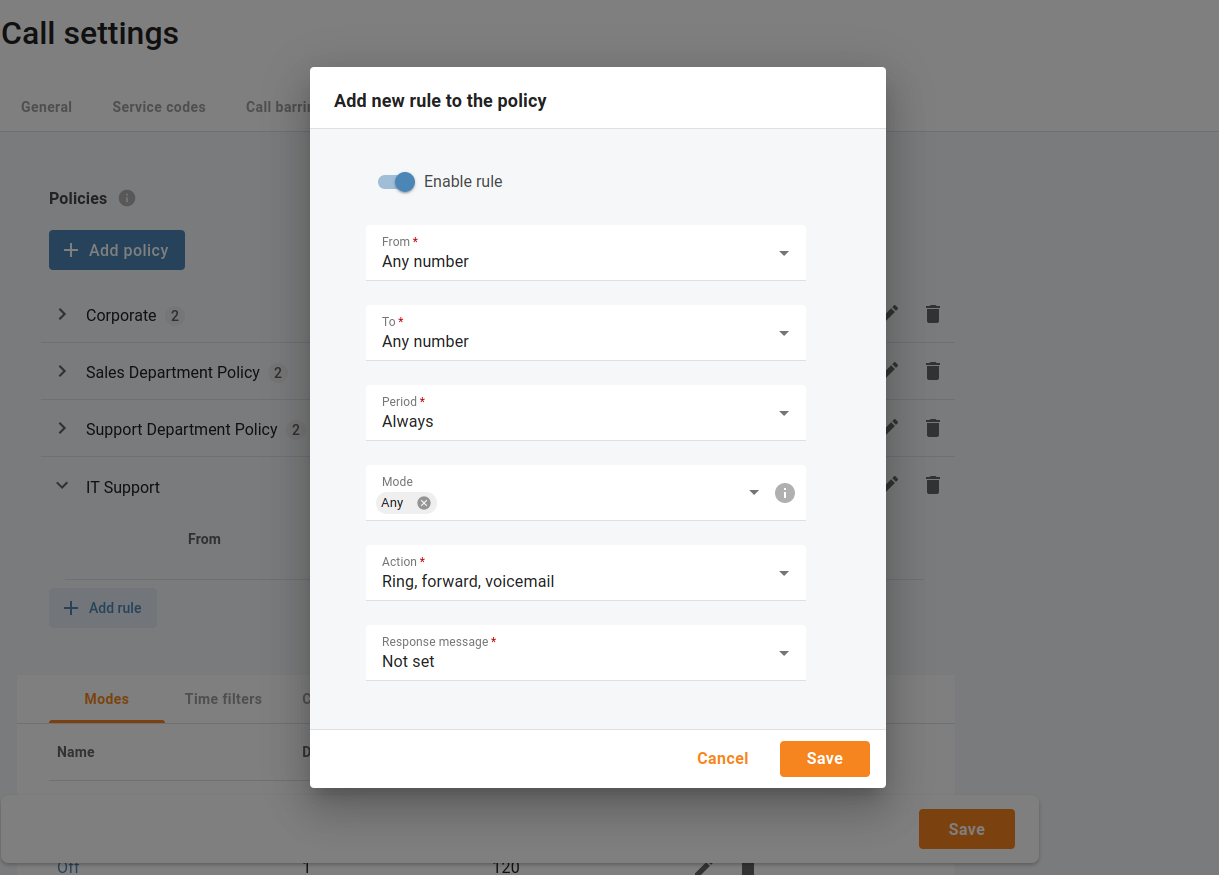 Call settings
General Service codes Call barri
Add new rule to the policy
Enable rule
Policies
Add policy
From *
Any number
To *
Any number
Period *
Always
Mode
Any
Action *
Ring, forward, voicemail
Response message *
Not set
Cancel Save
Corporate 2
Sales Department Policy 2
Support Department Policy 2
IT Support
From
Add rule
Modes Time filters C
Name D
Save
Off 1 120